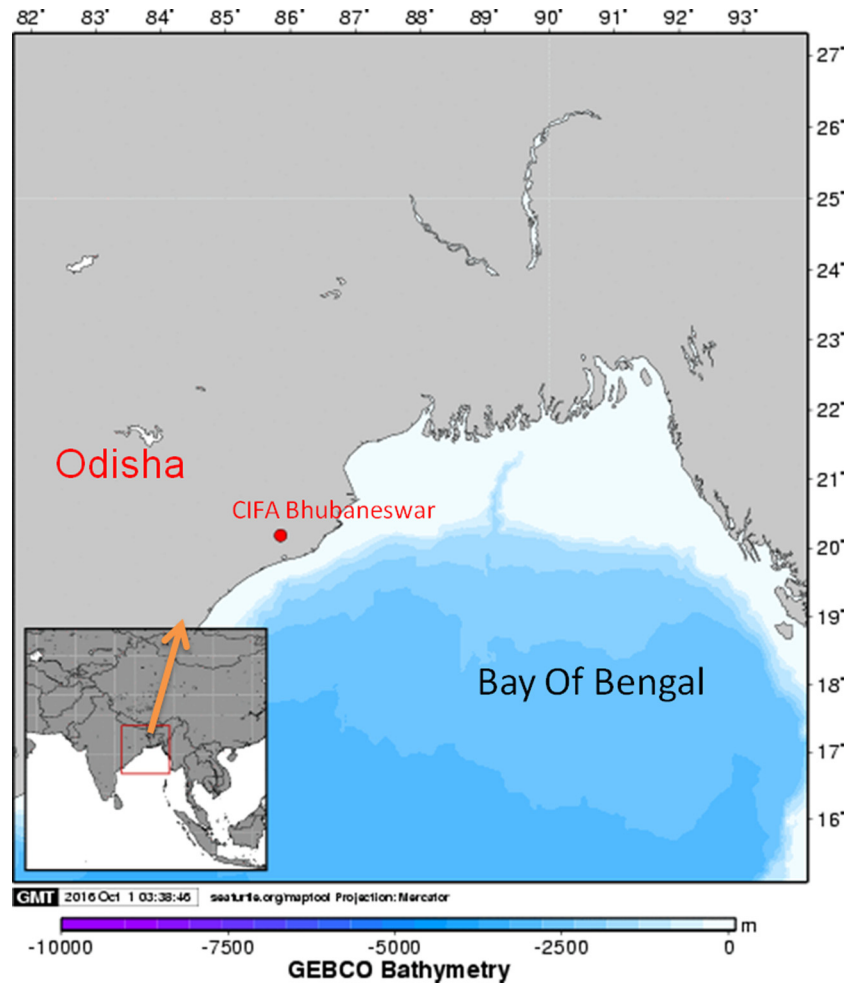 82° 83° 84° 85° 86° 87° 88° 89° 90° 91° 92° 93°
27°
26°
25°
24°
23°
22°
Odisha
21°
CIFA Bhubaneswar
20°
19°
Bay Of Bengal
18°
17°
16°
GMT 2016 Oct 1 03:38:46 seaturtle.org/maptool Projection: Mercator
m
-10000 -7500 -5000 -2500 0
GEBCO Bathymetry